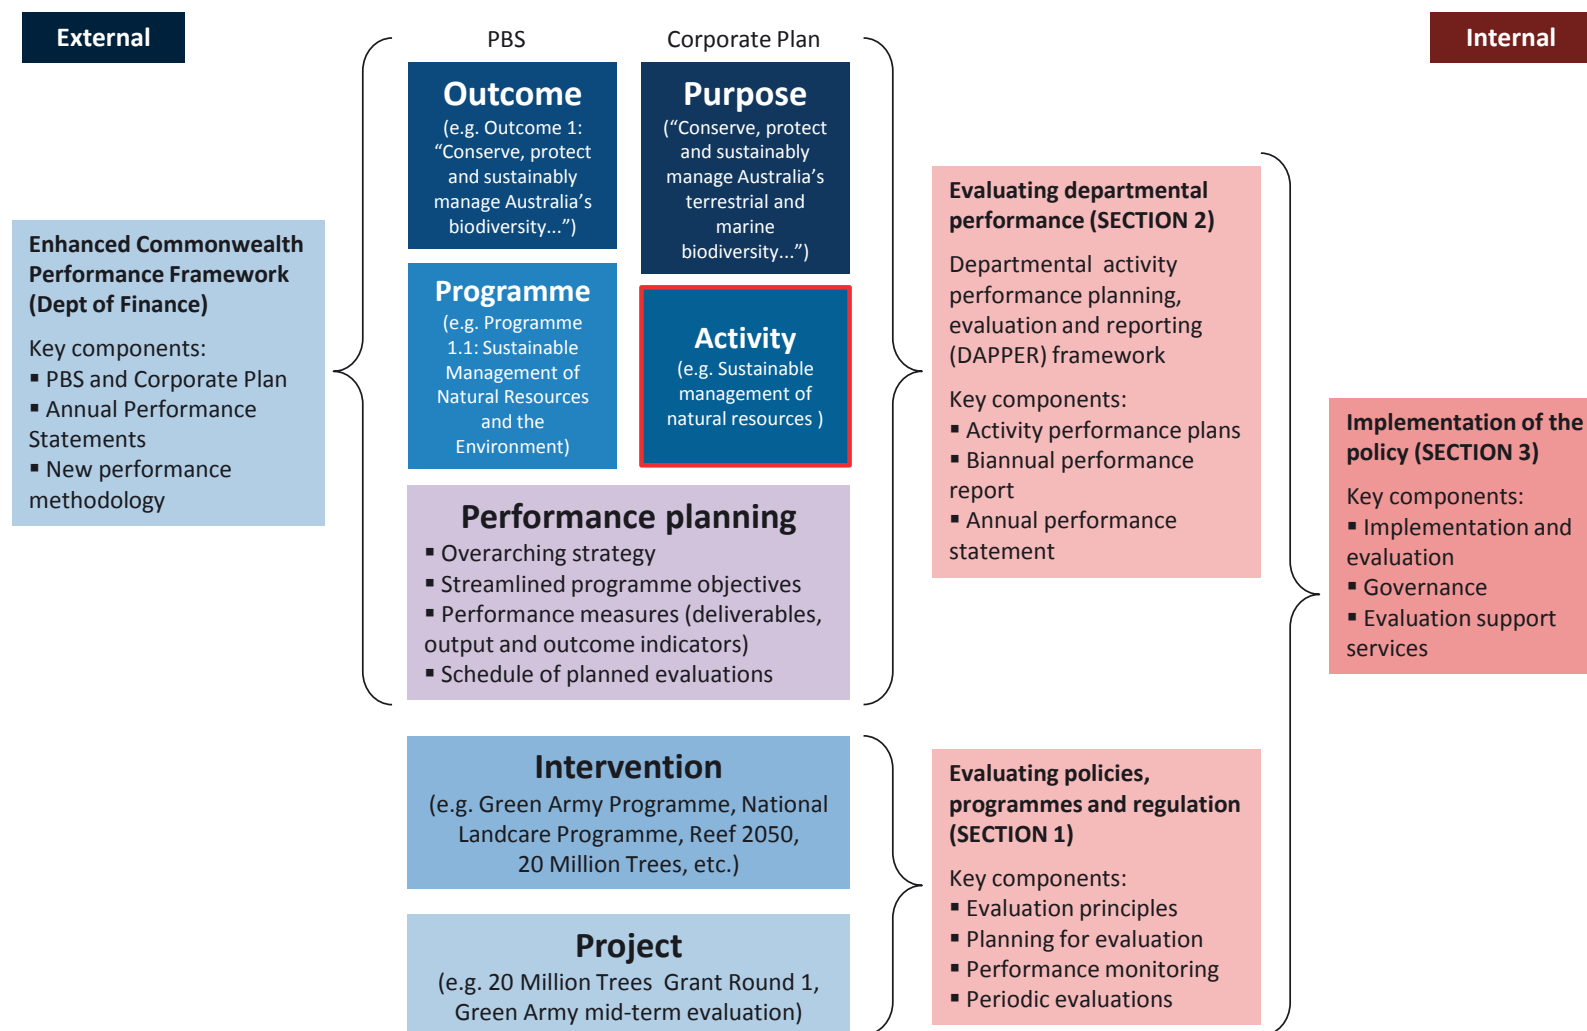 External
PBS
Corporate Plan
Internal
Outcome
(e.g. Outcome 1:
“Conserve, protect
and sustainably
manage Australia’s
biodiversity...”)
Purpose
(“Conserve, protect
and sustainably
manage Australia’s
terrestrial and
marine
biodiversity...”)
Enhanced Commonwealth
Performance Framework
(Dept of Finance)
Key components:
▪ PBS and Corporate Plan
▪ Annual Performance
Statements
▪ New performance
methodology
Programme
(e.g. Programme
1.1: Sustainable
Management of
Natural Resources
and the
Environment)
Activity
(e.g. Sustainable
management of
natural resources )
Performance planning
▪ Overarching strategy
▪ Streamlined programme objectives
▪ Performance measures (deliverables,
output and outcome indicators)
▪ Schedule of planned evaluations
Evaluating departmental
performance (SECTION 2)
Departmental activity
performance planning,
evaluation and reporting
(DAPPER) framework
Key components:
▪ Activity performance plans
▪ Biannual performance
report
▪ Annual performance
statement
Implementation of the
policy (SECTION 3)
Key components:
▪ Implementation and
evaluation
▪ Governance
▪ Evaluation support
services
Intervention
(e.g. Green Army Programme, National
Landcare Programme, Reef 2050,
20 Million Trees, etc.)
Project
(e.g. 20 Million Trees Grant Round 1,
Green Army mid-term evaluation)
Evaluating policies,
programmes and regulation
(SECTION 1)
Key components:
▪ Evaluation principles
▪ Planning for evaluation
▪ Performance monitoring
▪ Periodic evaluations